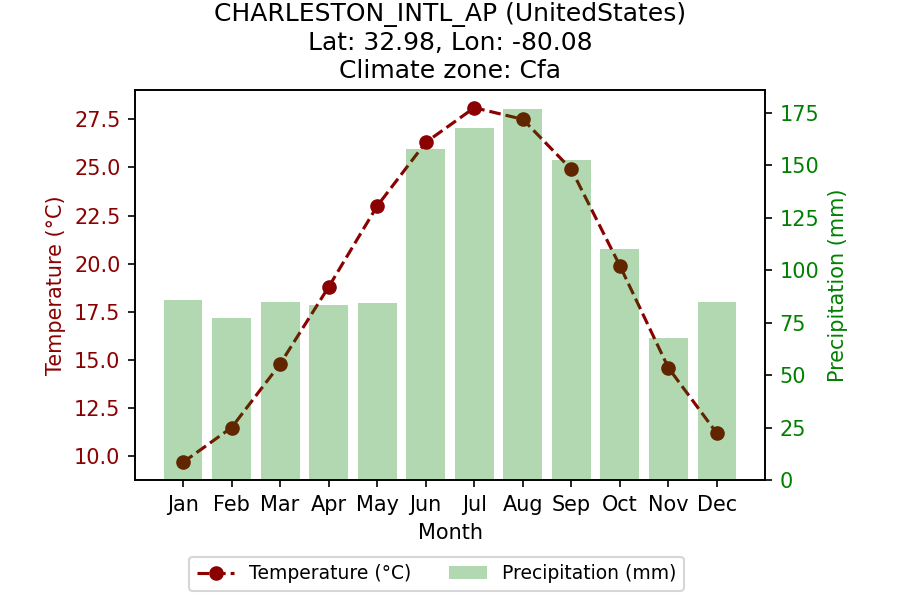 CHARLESTON_INTL_AP (UnitedStates)
Lat: 32.98, Lon: -80.08
Climate zone: Cfa
27.5
25.0
22.5
20.0
17.5
15.0
12.5
10.0
Temperature (°C)
175
150
125
100
75
50
25
0
Precipitation (mm)
Jan Feb Mar Apr May Jun Jul Aug Sep Oct Nov Dec
Month
Temperature (°C) Precipitation (mm)